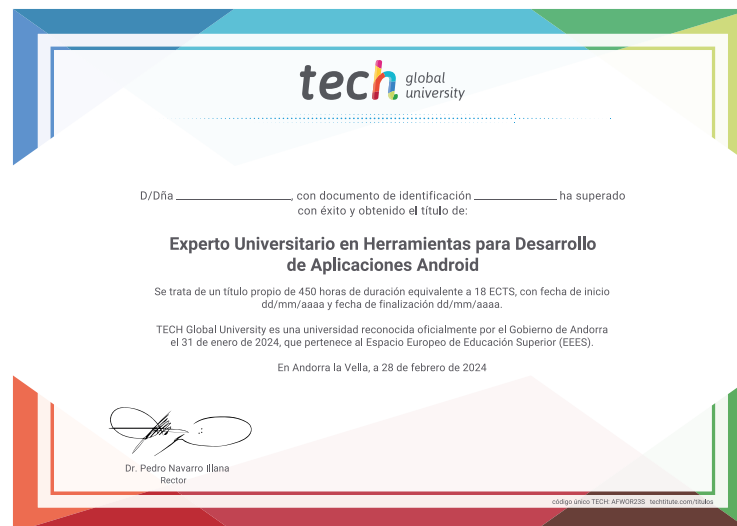 tech global university
D/Dña ______________, con documento de identificación __________ ha superado
con éxito y obtenido el título de:
Experto Universitario en Herramientas para Desarrollo
de Aplicaciones Android
Se trata de un título propio de 450 horas de duración equivalente a 18 ECTS, con fecha de inicio
dd/mm/aaaa y fecha de finalización dd/mm/aaaa.
TECH Global University es una universidad reconocida oficialmente por el Gobierno de Andorra
el 31 de enero de 2024, que pertenece al Espacio Europeo de Educación Superior (EEES).
En Andorra la Vella, a 28 de febrero de 2024
Dr. Pedro Navarro Illana
Rector
código único TECH: AFWOR23S techtitute.com/titulos